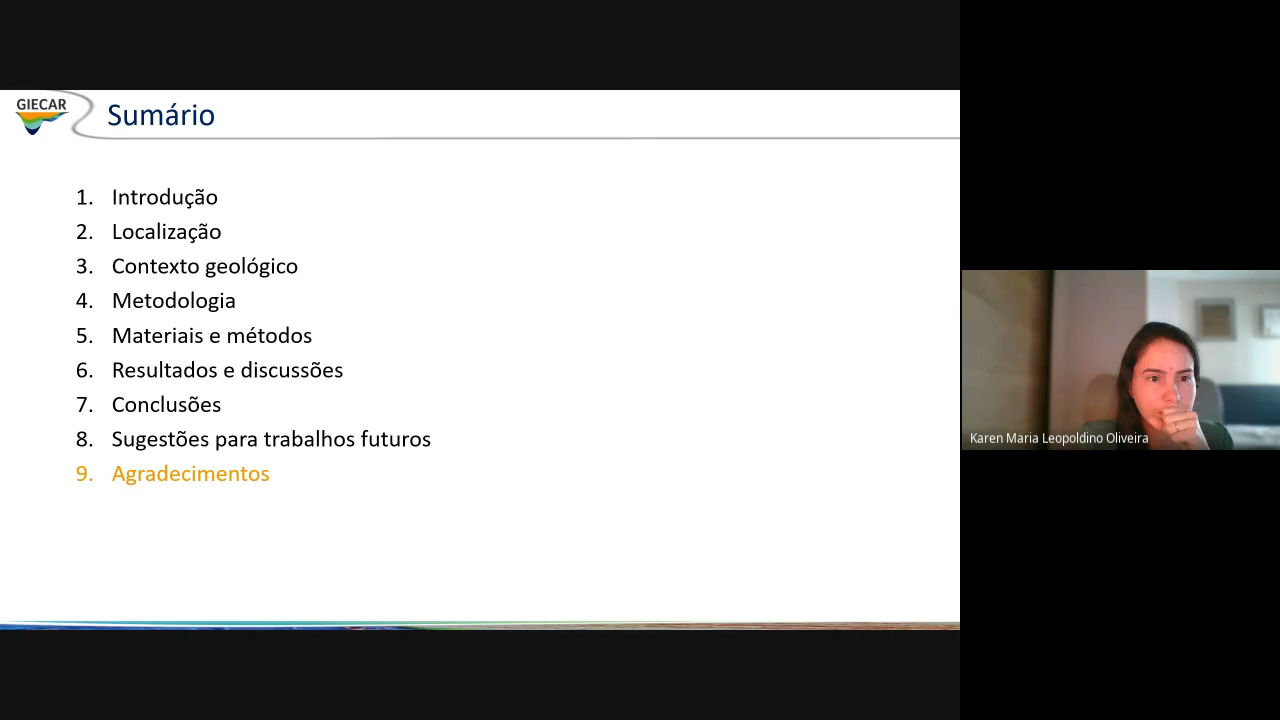 GIECAR
Sumário
1. Introdução
2. Localização
3. Contexto geológico
4. Metodologia
5. Materiais e métodos
6. Resultados e discussões
7. Conclusões
8. Sugestões para trabalhos futuros
9. Agradecimentos
Karen Maria Leopoldino Oliveira